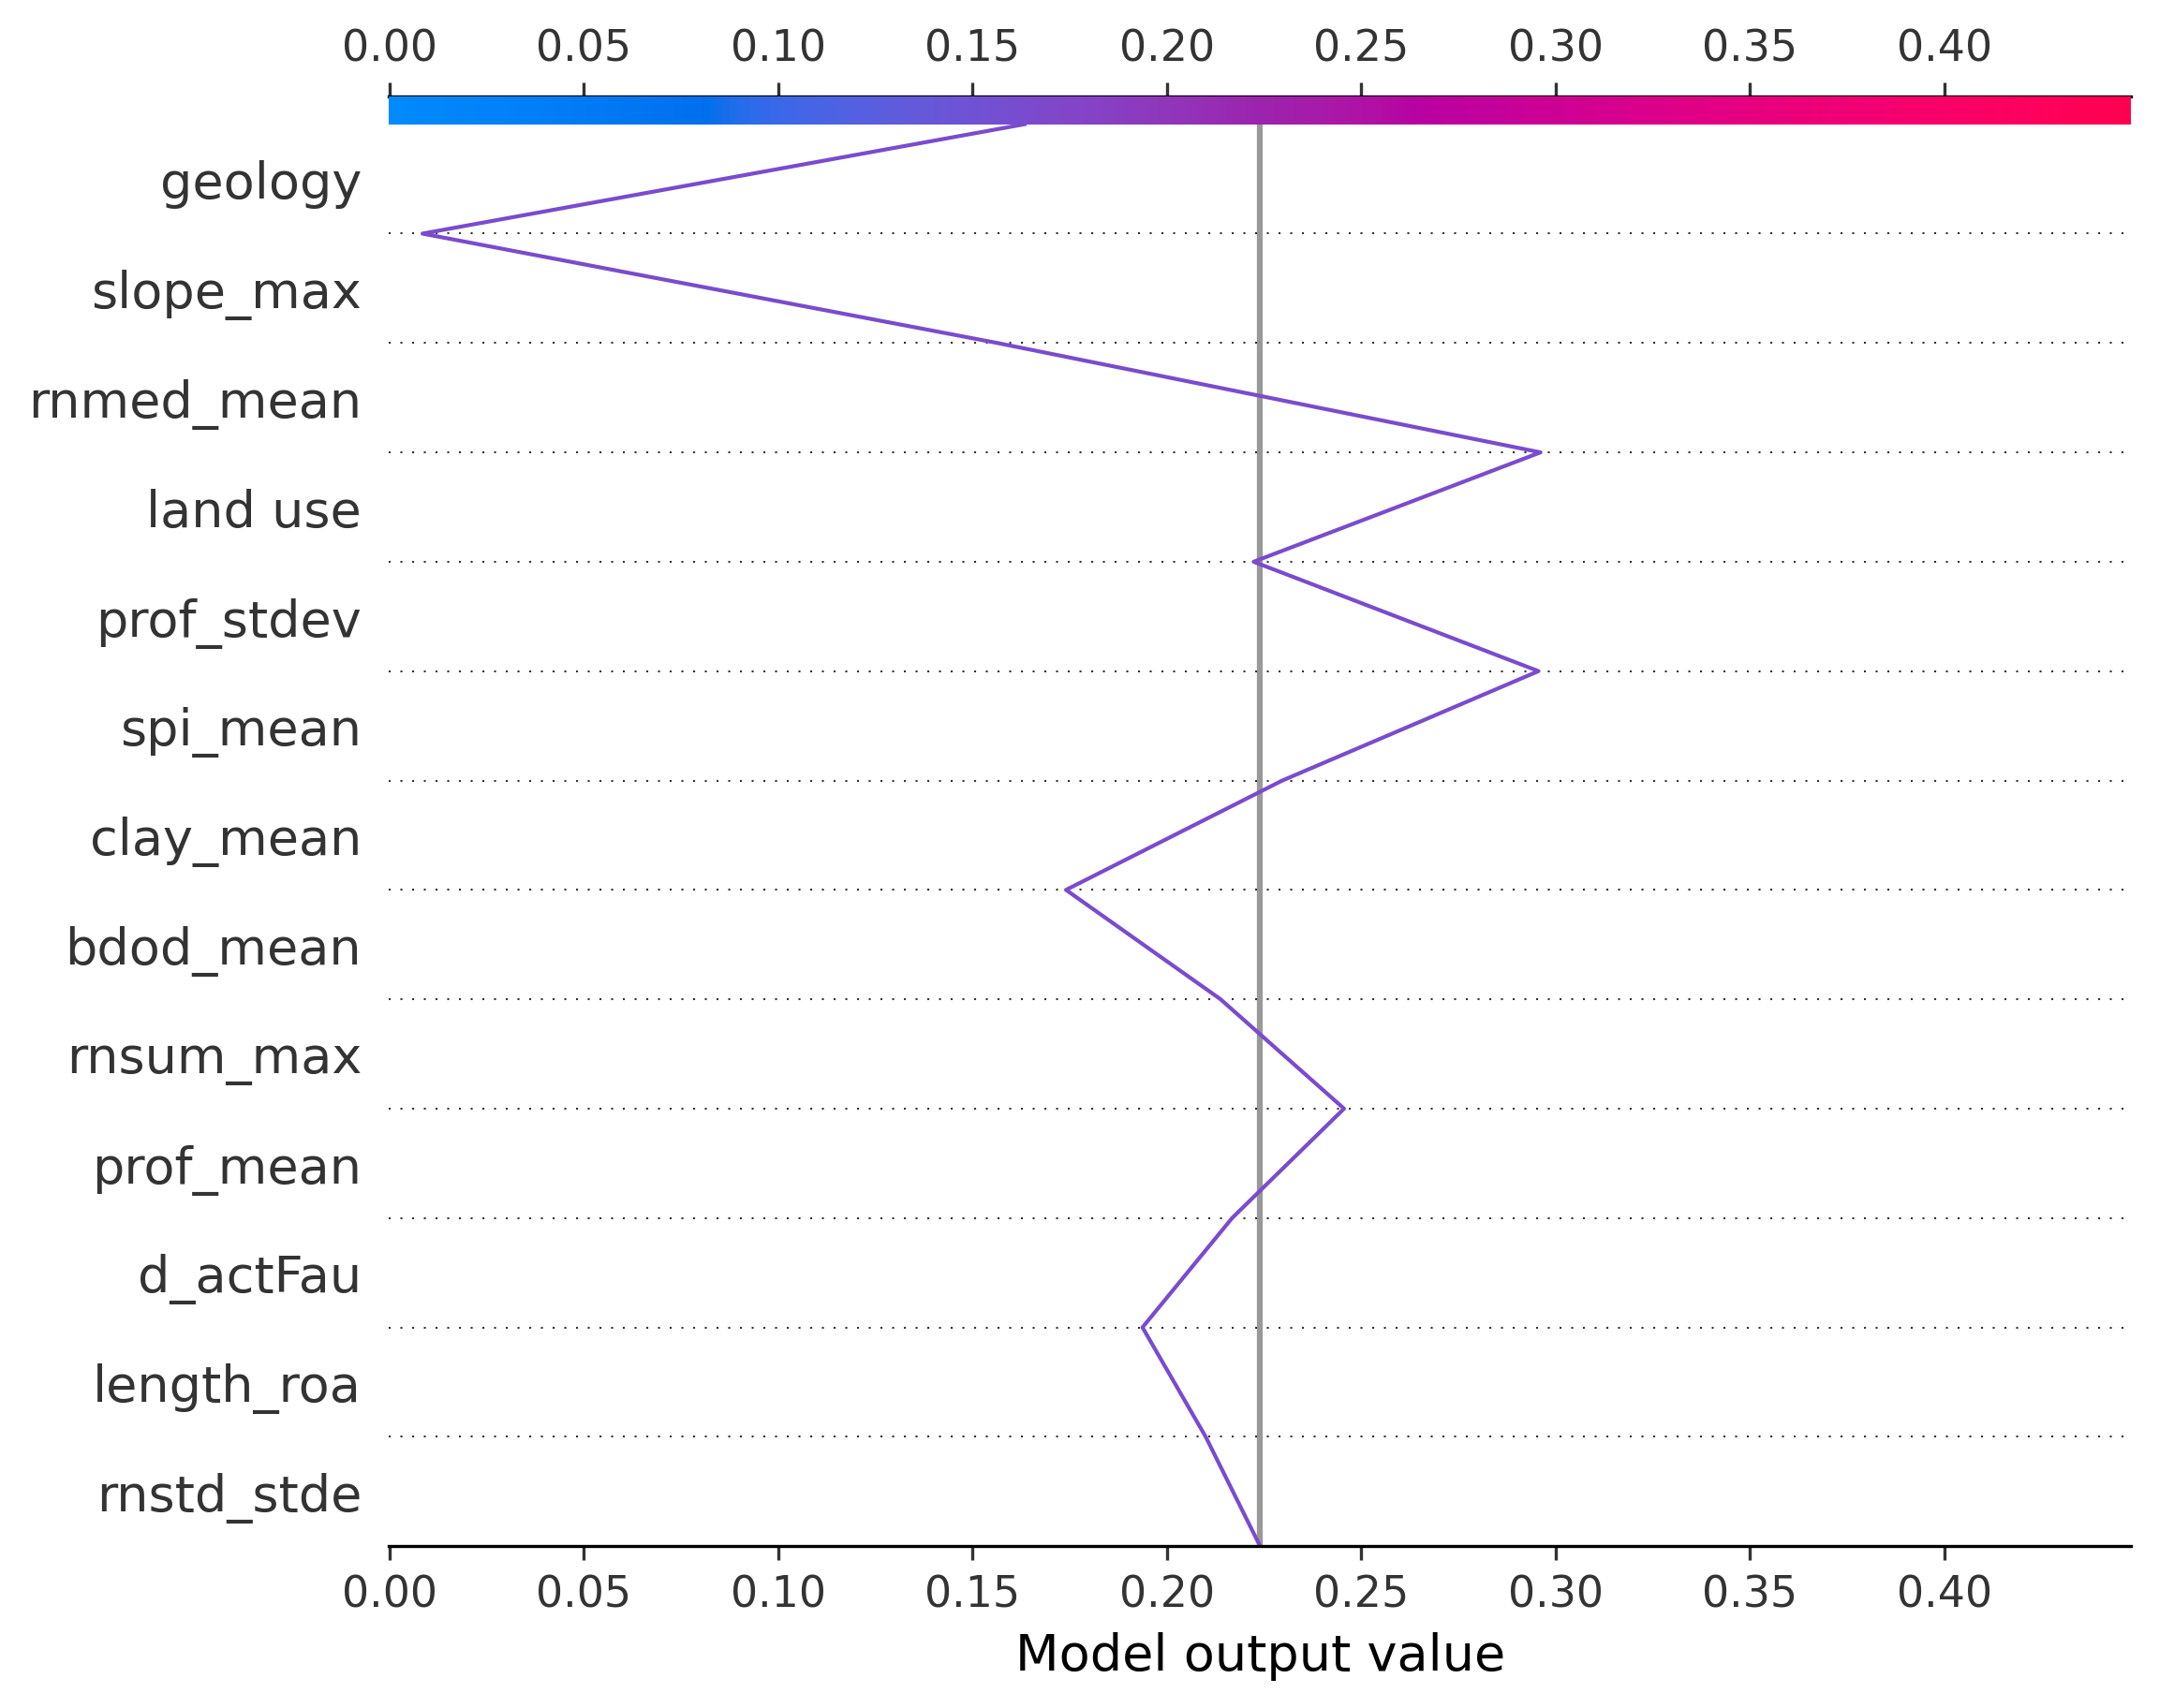 0.00 0.05 0.10 0.15 0.20 0.25 0.30 0.35 0.40
geology
slope_max
rnmed_mean
land use
prof_stdev
spi_mean
clay_mean
bdod_mean
rnsum_max
prof_mean
d_actFau
length_roa
rnstd_stde
0.00 0.05 0.10 0.15 0.20 0.25 0.30 0.35 0.40
Model output value